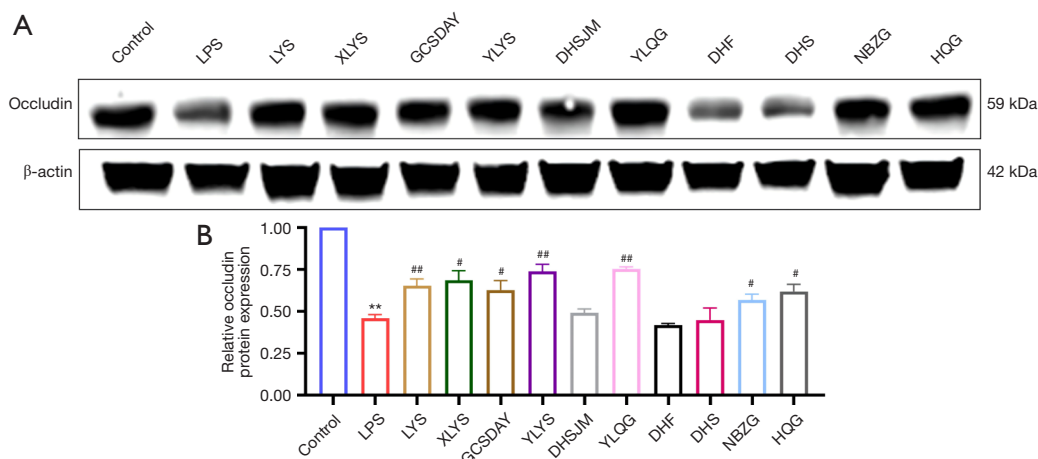 A
Control LPS LYS XLYS GCSDAY YLYS DHSJM YLQG DHF DHS NBZG HQG
Occludin 59 kDa
β-actin 42 kDa
B
Relative occludin
protein expression
1.00
0.75
0.50
0.25
0.00
** ## # # ## ## # #
Control LPS LYS XLYS GCSDAY YLYS DHSJM YLQG DHF DHS NBZG HQG